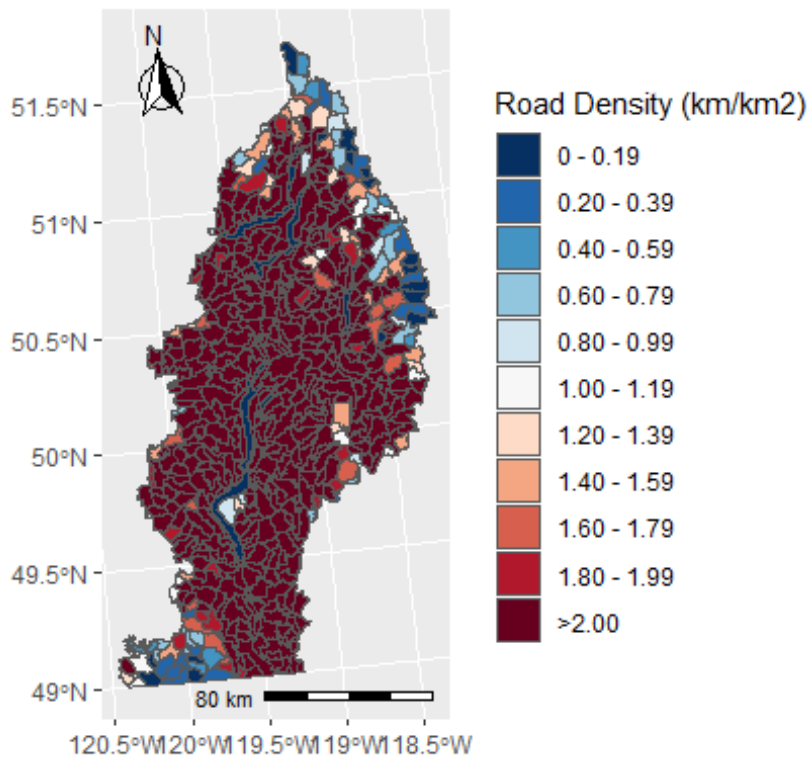 N
51.5°N
51°N
50.5°N
50°N
49.5°N
49°N
80 km
120.5°W
120°W
119.5°W
119°W
118.5°W
Road Density (km/km2)
0 - 0.19
0.20 - 0.39
0.40 - 0.59
0.60 - 0.79
0.80 - 0.99
1.00 - 1.19
1.20 - 1.39
1.40 - 1.59
1.60 - 1.79
1.80 - 1.99
>2.00